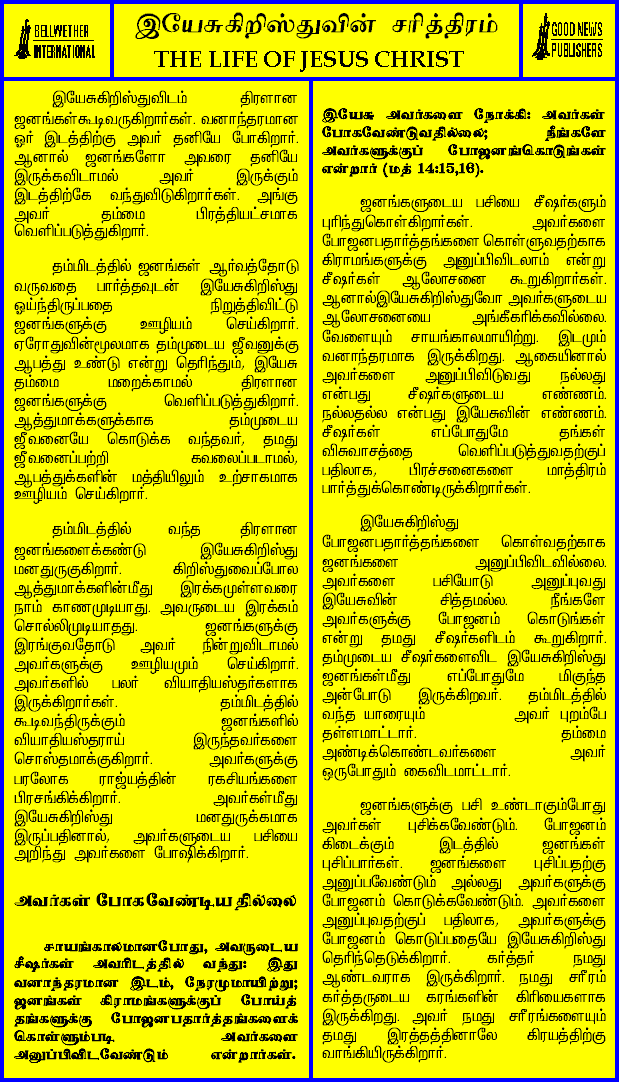 BELLWETHER
INTERNATIONAL
இயேசுகிறிஸ்துவின் சரித்திரம்
THE LIFE OF JESUS CHRIST
GOOD NEWS
PUBLISHERS
இயேசுகிறிஸ்துவிடம் திரளான
ஜனங்கள்கூடிவருகிறார்கள். வனாந்தரமான
ஓர் இடத்திற்கு அவர் தனியே போகிறார்.
ஆனால் ஜனங்களோ அவரை தனியே
இருக்கவிடாமல் அவர் இருக்கும்
இடத்திற்கே வந்துவிடுகிறார்கள். அங்கு
அவர் தம்மை பிரத்தியட்சமாக
வெளிப்படுத்துகிறார்.
தம்மிடத்தில் ஜனங்கள் ஆர்வத்தோடு
வருவதை பார்த்தவுடன் இயேசுகிறிஸ்து
ஓய்ந்திருப்பதை நிறுத்திவிட்டு
ஜனங்களுக்கு ஊழியம் செய்கிறார்.
ஏரோதுவின்மூலமாக தம்முடைய ஜீவனுக்கு
ஆபத்து உண்டு என்று தெரிந்தும், இயேசு
தம்மை மறைக்காமல் திரளான
ஜனங்களுக்கு வெளிப்படுத்துகிறார்.
ஆத்துமாக்களுக்காக தம்முடைய
ஜீவனையே கொடுக்க வந்தவர், தமது
ஜீவனைப்பற்றி கவலைப்படாமல்,
ஆபத்துக்களின் மத்தியிலும் உற்சாகமாக
ஊழியம் செய்கிறார்.
தம்மிடத்தில் வந்த திரளான
ஜனங்களைக்கண்டு இயேசுகிறிஸ்து
மனதுருகுகிறார். கிறிஸ்துவைப்போல
ஆத்துமாக்களின்மீது இரக்கமுள்ளவரை
நாம் காணமுடியாது. அவருடைய இரக்கம்
சொல்லிமுடியாதது. ஜனங்களுக்கு
இரங்குவதோடு அவர் நின்றுவிடாமல்
அவர்களுக்கு ஊழியமும் செய்கிறார்.
அவர்களில் பலர் வியாதியஸ்தர்களாக
இருக்கிறார்கள். தம்மிடத்தில்
கூடிவந்திருக்கும் ஜனங்களில்
வியாதியஸ்தராய் இருந்தவர்களை
சொஸ்தமாக்குகிறார். அவர்களுக்கு
பரலோக ராஜ்யத்தின் ரகசியங்களை
பிரசங்கிக்கிறார். அவர்கள்மீது
இயேசுகிறிஸ்து மனதுருக்கமாக
இருப்பதினால், அவர்களுடைய பசியை
அறிந்து அவர்களை போஷிக்கிறார்.
அவர்கள் போகவேண்டியதில்லை
சாயங்காலமானபோது, அவருடைய
சீஷர்கள் அவரிடத்தில் வந்து: இது
வனாந்தரமான இடம், நேரமுமாயிற்று;
ஜனங்கள் கிராமங்களுக்குப் போய்த்
தங்களுக்கு போஜனபதார்த்தங்களைக்
கொள்ளும்படி அவர்களை
அனுப்பிவிடவேண்டும் என்றார்கள்.
இயேசு அவர்களை நோக்கி: அவர்கள்
போகவேண்டுவதில்லை; நீங்களே
அவர்களுக்குப் போஜனங்கொடுங்கள்
என்றார் (மத் 14:15,16).
ஜனங்களுடைய பசியை சீஷர்களும்
புரிந்துகொள்கிறார்கள். அவர்களை
போஜனபதார்த்தங்களை கொள்ளுவதற்காக
கிராமங்களுக்கு அனுப்பிவிடலாம் என்று
சீஷர்கள் ஆலோசனை கூறுகிறார்கள்.
ஆனால்இயேசுகிறிஸ்துவோ அவர்களுடைய
ஆலோசனையை அங்கீகரிக்கவில்லை.
வேளையும் சாயங்காலமாயிற்று. இடமும்
வனாந்தரமாக இருக்கிறது. ஆகையினால்
அவர்களை அனுப்பிவிடுவது நல்லது
என்பது சீஷர்களுடைய எண்ணம்.
நல்லதல்ல என்பது இயேசுவின் எண்ணம்.
சீஷர்கள் எப்போதுமே தங்கள்
விசுவாசத்தை வெளிப்படுத்துவதற்குப்
பதிலாக, பிரச்சனைகளை மாத்திரம்
பார்த்துக்கொண்டிருக்கிறார்கள்.
இயேசுகிறிஸ்து
போஜனபதார்த்தங்களை கொள்வதற்காக
ஜனங்களை அனுப்பிவிடவில்லை.
அவர்களை பசியோடு அனுப்புவது
இயேசுவின் சித்தமல்ல. நீங்களே
அவர்களுக்கு போஜனம் கொடுங்கள்
என்று தமது சீஷர்களிடம் கூறுகிறார்.
தம்முடைய சீஷர்களைவிட இயேசுகிறிஸ்து
ஜனங்கள்மீது எப்போதுமே மிகுந்த
அன்போடு இருக்கிறவர். தம்மிடத்தில்
வந்த யாரையும் அவர் புறம்பே
தள்ளமாட்டார். தம்மை
அண்டிக்கொண்டவர்களை அவர்
ஒருபோதும் கைவிடமாட்டார்.
ஜனங்களுக்கு பசி உண்டாகும்போது
அவர்கள் புசிக்கவேண்டும். போஜனம்
கிடைக்கும் இடத்தில் ஜனங்கள்
புசிப்பார்கள். ஜனங்களை புசிப்பதற்கு
அனுப்பவேண்டும் அல்லது அவர்களுக்கு
போஜனம் கொடுக்கவேண்டும். அவர்களை
அனுப்புவதற்குப் பதிலாக, அவர்களுக்கு
போஜனம் கொடுப்பதையே இயேசுகிறிஸ்து
தெரிந்தெடுக்கிறார். கர்த்தர் நமது
ஆண்டவராக இருக்கிறார். நமது சரீரம்
கர்த்தருடைய கரங்களின் கிரியைகளாக
இருக்கிறது. அவர் நமது சரீரங்களையும்
தமது இரத்தத்தினாலே கிரயத்திற்கு
வாங்கியிருக்கிறார்.